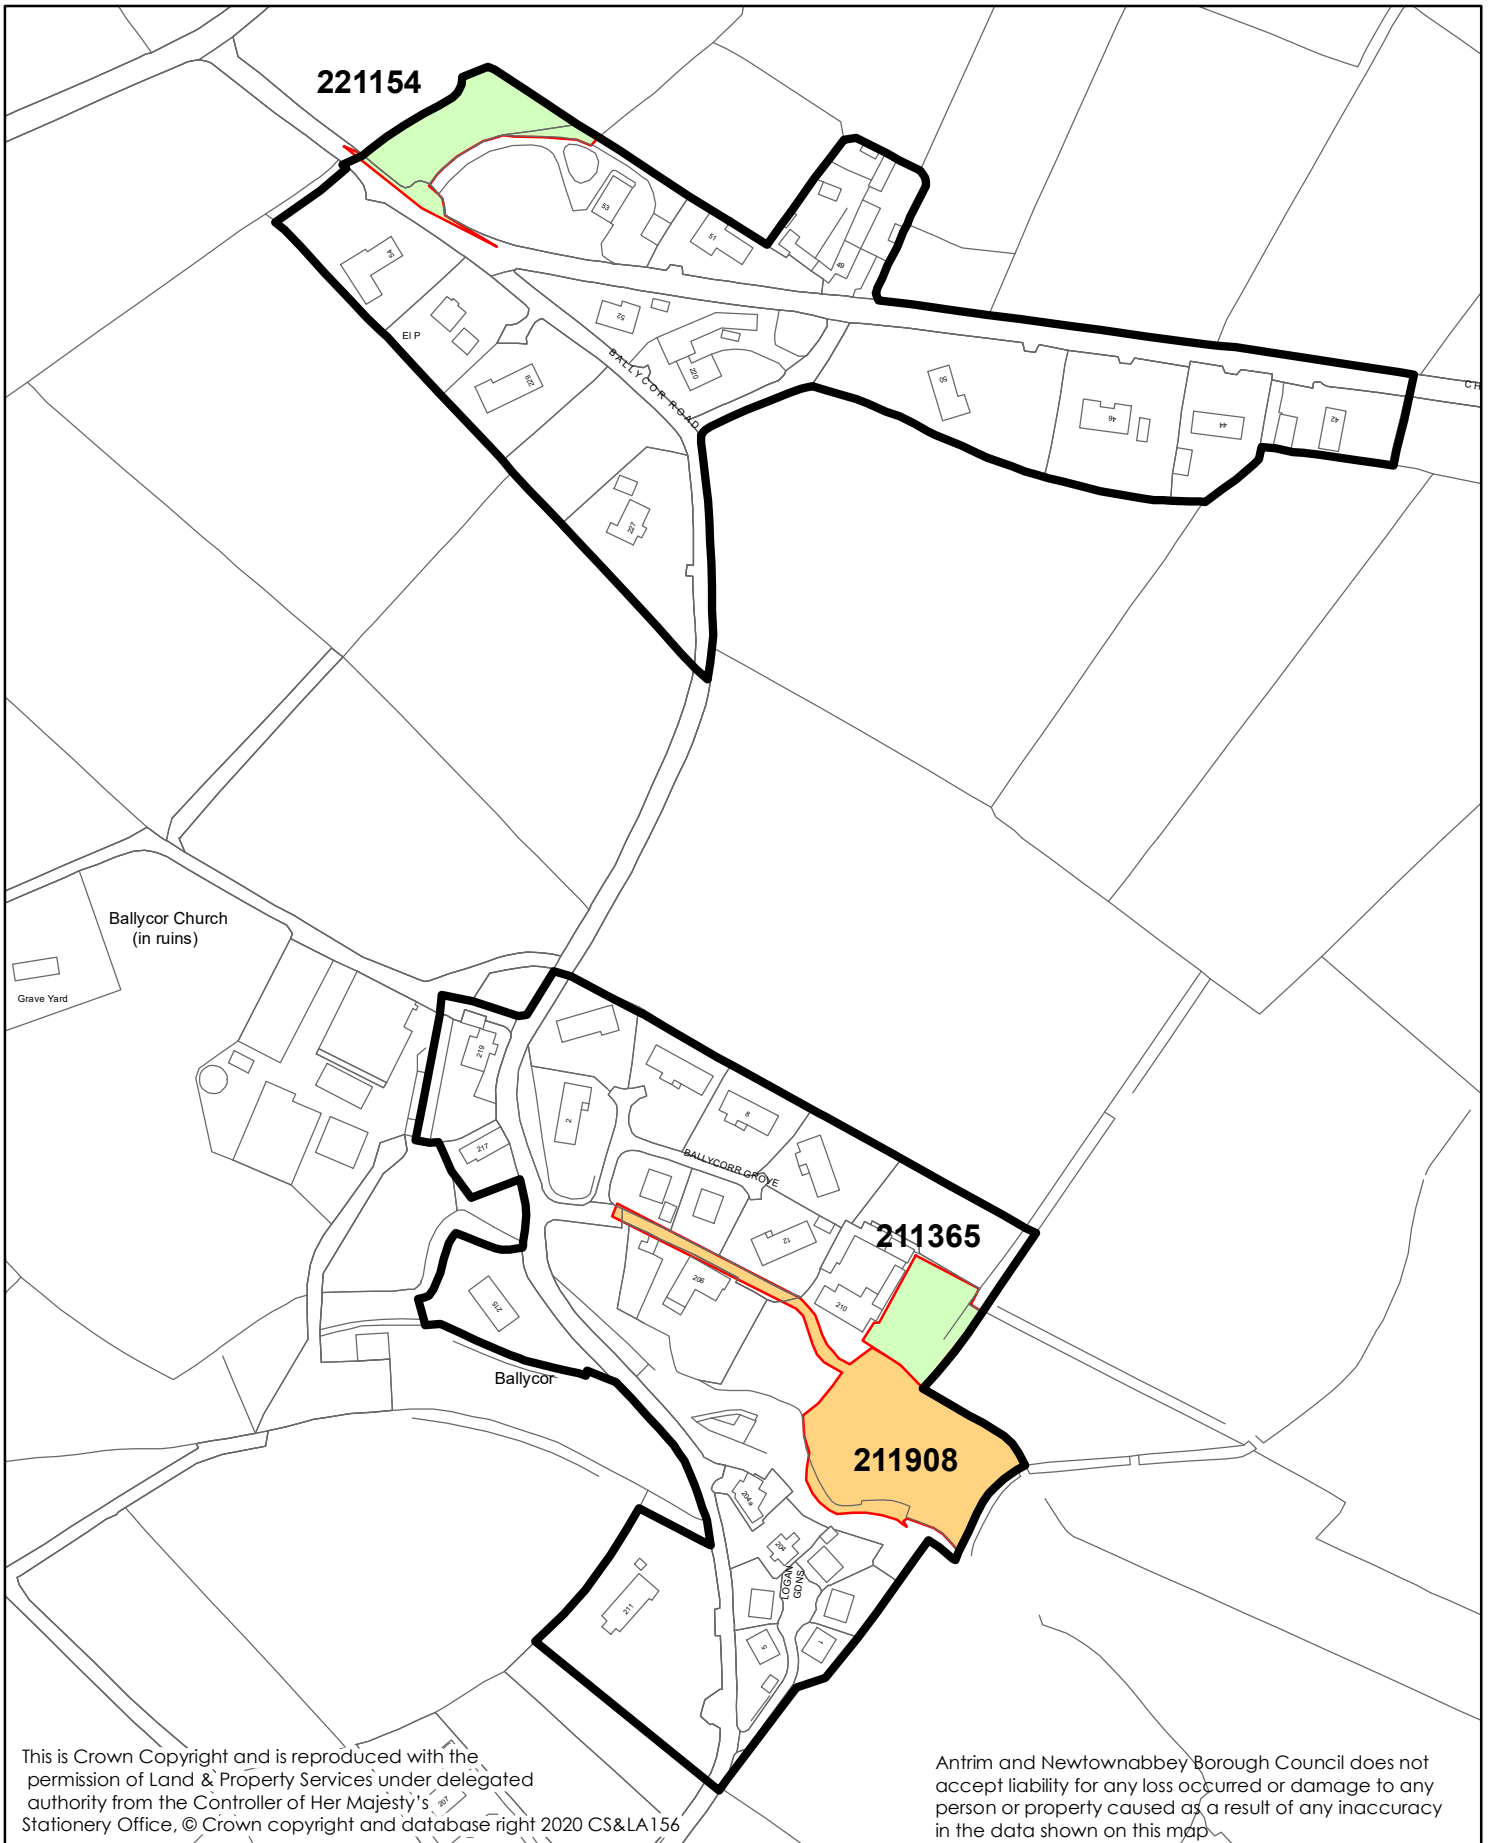 221154
53
51
49
54
El P
52
BALLYCOR ROAD
220
229
50
46
44
42
CH
227
Ballycor Church
(in ruins)
Grave Yard
219
2
217
8
BALLYCORR GROVE
12
211365
206
210
215
Ballycor
211908
204a
204
LOGAN
GDNS
211
5
1
207
This is Crown Copyright and is reproduced with the
permission of Land & Property Services under delegated
authority from the Controller of Her Majesty's
Stationery Office, © Crown copyright and database right 2020 CS&LA156
Antrim and Newtownabbey Borough Council does not
accept liability for any loss occurred or damage to any
person or property caused as a result of any inaccuracy
in the data shown on this map